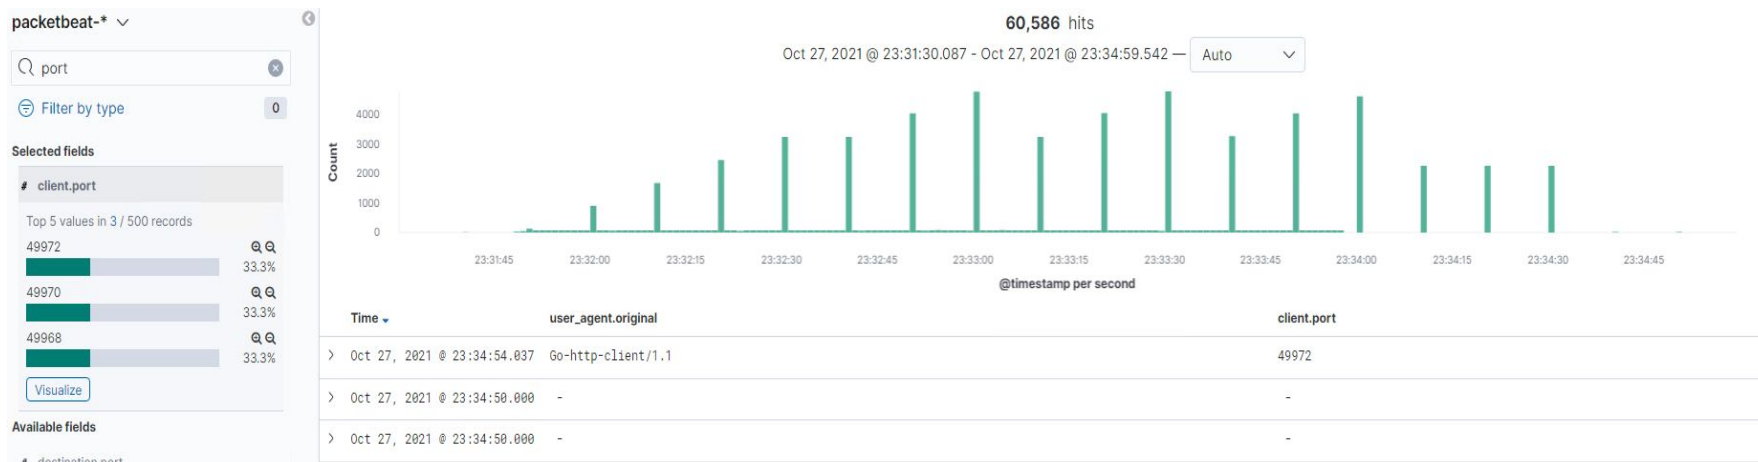 packetbeat-*
port
Filter by type 0
Selected fields
# client.port
Top 5 values in 3 / 500 records
49972
33.3%
49970
33.3%
49968
33.3%
Visualize
Available fields
# destination.port
60,586 hits
Oct 27, 2021 @ 23:31:30.087 - Oct 27, 2021 @ 23:34:59.542 — Auto
Count
4000
3000
2000
1000
0
23:31:45 23:32:00 23:32:15 23:32:30 23:32:45 23:33:00 23:33:15 23:33:30 23:33:45 23:34:00 23:34:15 23:34:30 23:34:45
@timestamp per second
Time user_agent.original client.port
> Oct 27, 2021 @ 23:34:54.037 Go-http-client/1.1 49972
> Oct 27, 2021 @ 23:34:50.000 - -
> Oct 27, 2021 @ 23:34:50.000 - -